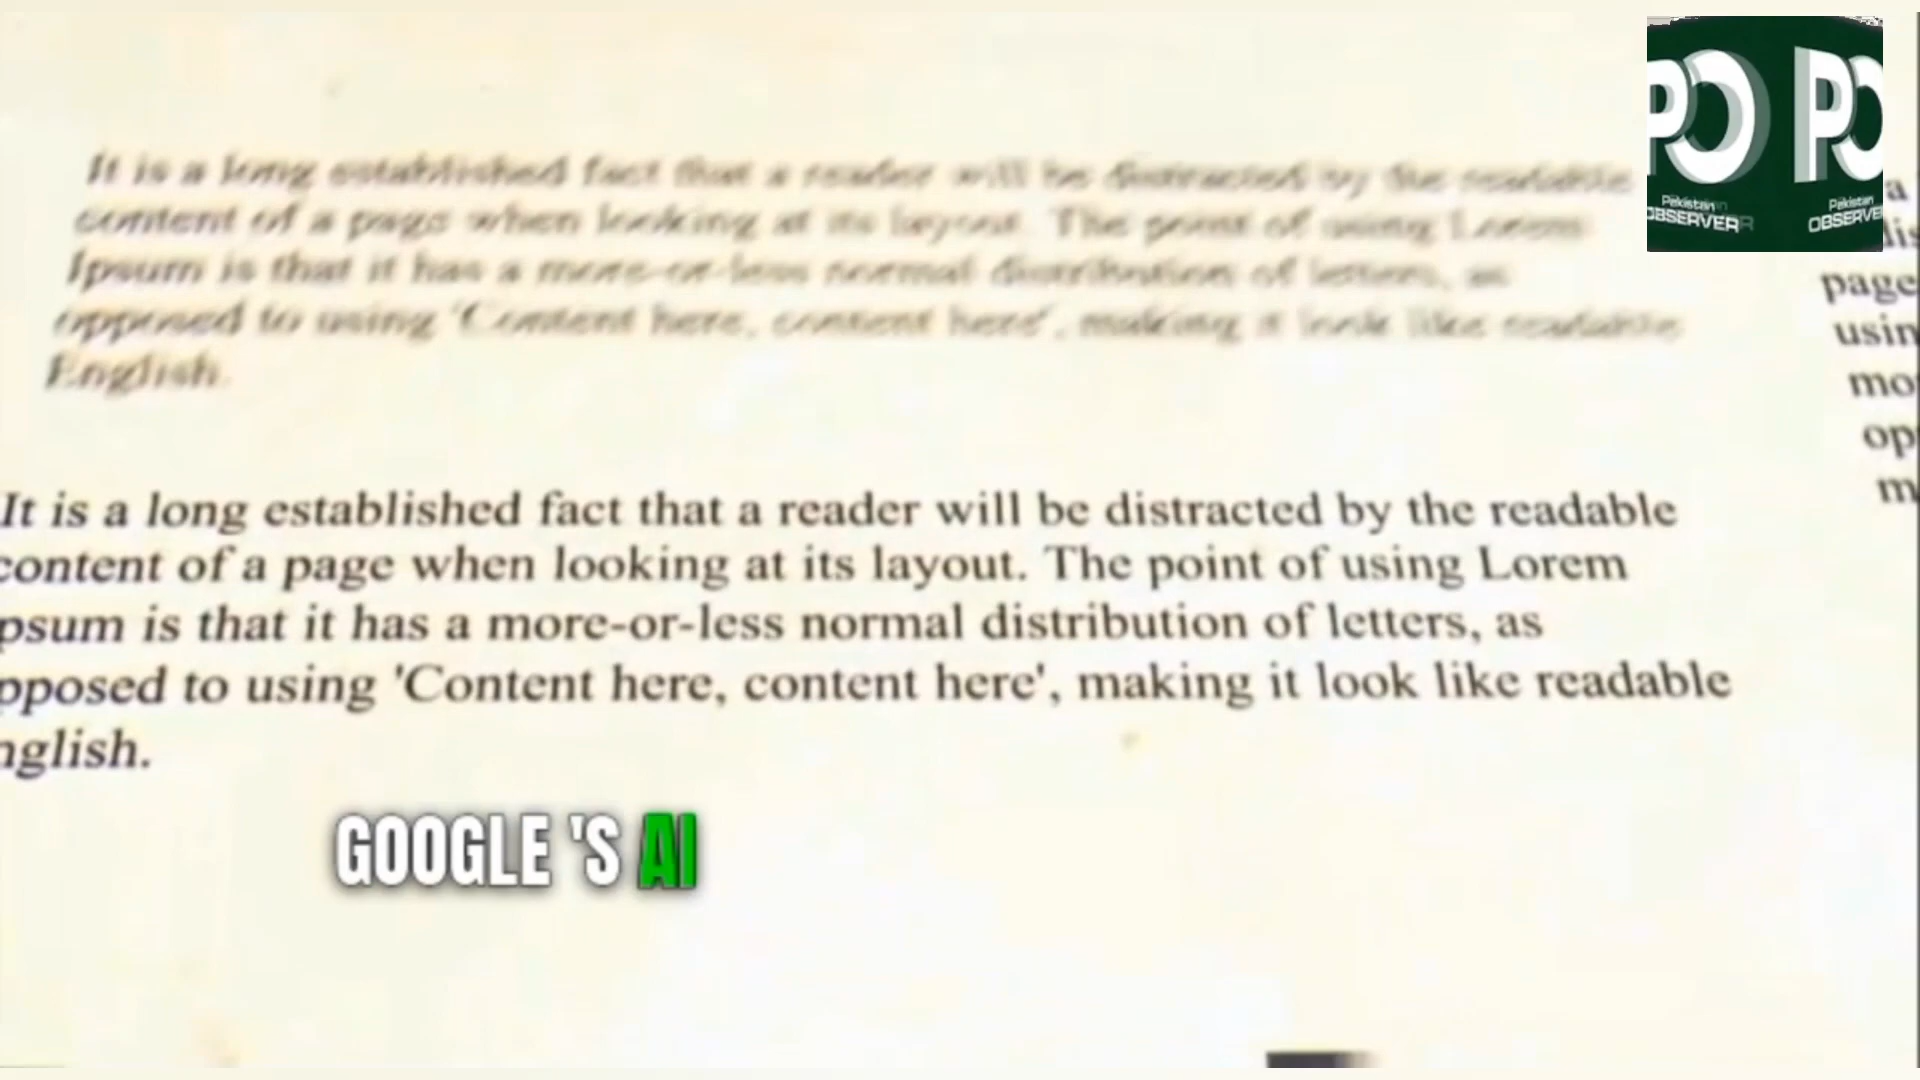 It is a long established fact that a reader will be distracted by the readable
content of a page when looking at its layout. The point of using Lorem
Ipsum is that it has a more-or-less normal distribution of letters, as
opposed to using 'Content here, content here', making it look like readable
English.
It is a long established fact that a reader will be distracted by the readable
content of a page when looking at its layout. The point of using Lorem
psum is that it has a more-or-less normal distribution of letters, as
pposed to using 'Content here, content here', making it look like readable
nglish.
GOOGLE 'S AI
PO PO
Pakistan Pakistan
OBSERVER OBSERVE
a
lis
page
usin
mo
op
m